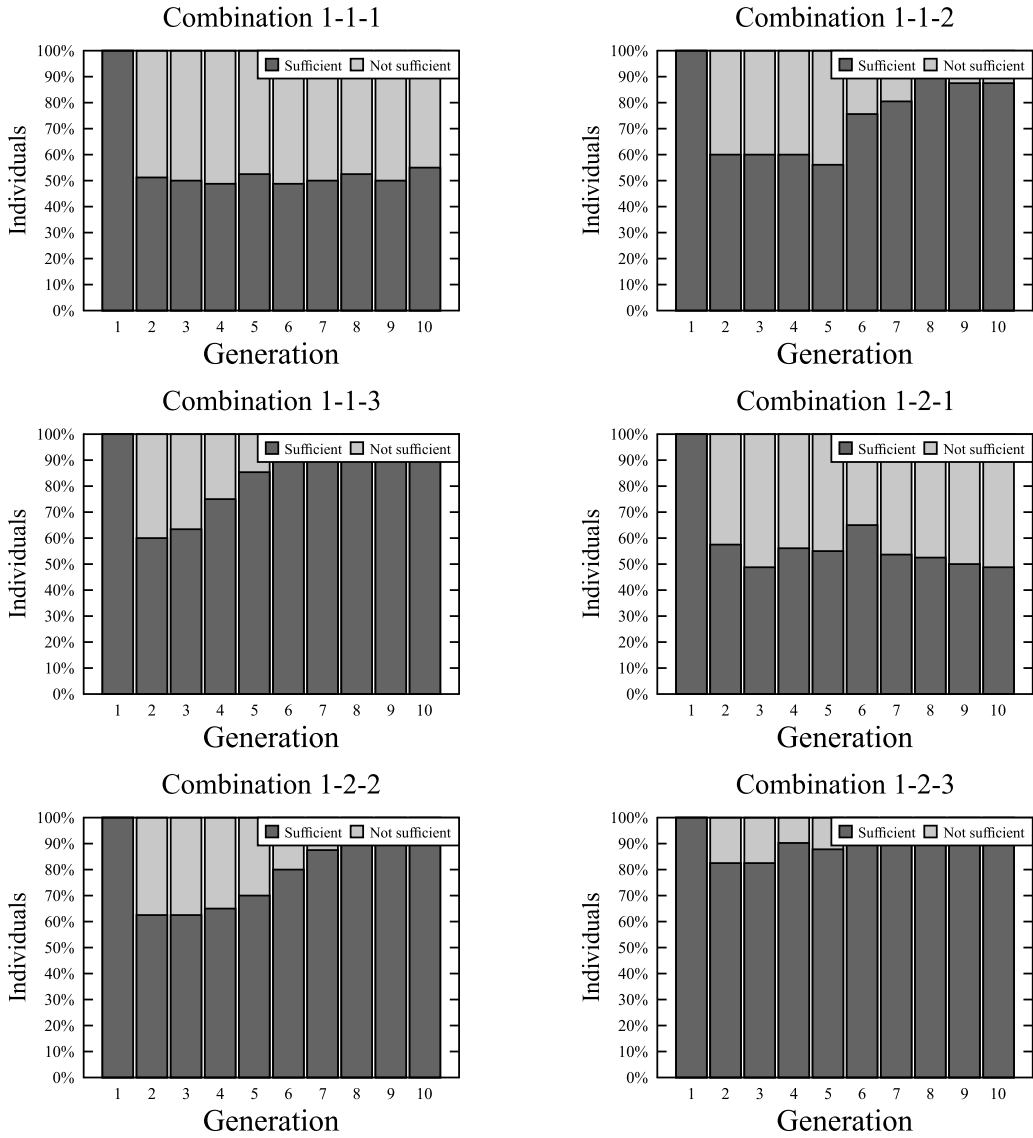 Combination 1-1-1
100%
90%
80%
70%
60%
50%
40%
30%
20%
10%
0%
Individuals
Sufficient Not sufficient
1 2 3 4 5 6 7 8 9 10
Generation
Combination 1-1-2
100%
90%
80%
70%
60%
50%
40%
30%
20%
10%
0%
Individuals
Sufficient Not sufficient
1 2 3 4 5 6 7 8 9 10
Generation
Combination 1-1-3
100%
90%
80%
70%
60%
50%
40%
30%
20%
10%
0%
Individuals
Sufficient Not sufficient
1 2 3 4 5 6 7 8 9 10
Generation
Combination 1-2-1
100%
90%
80%
70%
60%
50%
40%
30%
20%
10%
0%
Individuals
Sufficient Not sufficient
1 2 3 4 5 6 7 8 9 10
Generation
Combination 1-2-2
100%
90%
80%
70%
60%
50%
40%
30%
20%
10%
0%
Individuals
Sufficient Not sufficient
1 2 3 4 5 6 7 8 9 10
Generation
Combination 1-2-3
100%
90%
80%
70%
60%
50%
40%
30%
20%
10%
0%
Individuals
Sufficient Not sufficient
1 2 3 4 5 6 7 8 9 10
Generation